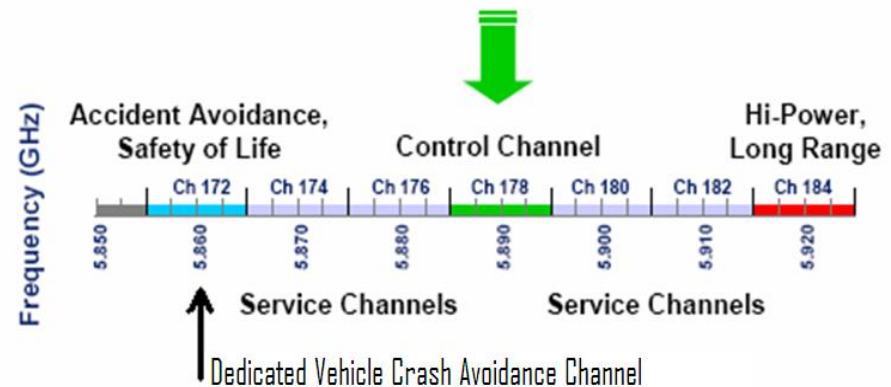 Accident Avoidance,
Safety of Life
Control Channel
Hi-Power,
Long Range
Frequency (GHz)
Ch 172 Ch 174 Ch 176 Ch 178 Ch 180 Ch 182 Ch 184
5.850 5.860 5.870 5.880 5.890 5.900 5.910 5.920
Service Channels Service Channels
Dedicated Vehicle Crash Avoidance Channel